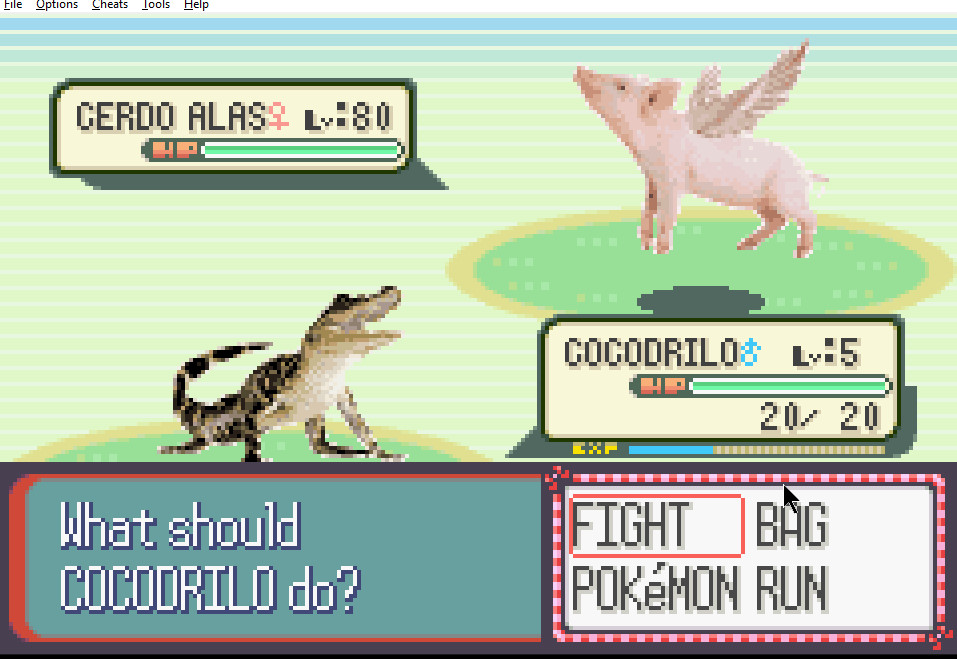 File Options Cheats Tools Help
CERDO ALAS♀ Lv:80
HP
COCODRILO♂ Lv:5
HP
20/ 20
EXP
What should
COCODRILO do?
FIGHT BAG
POKéMON RUN